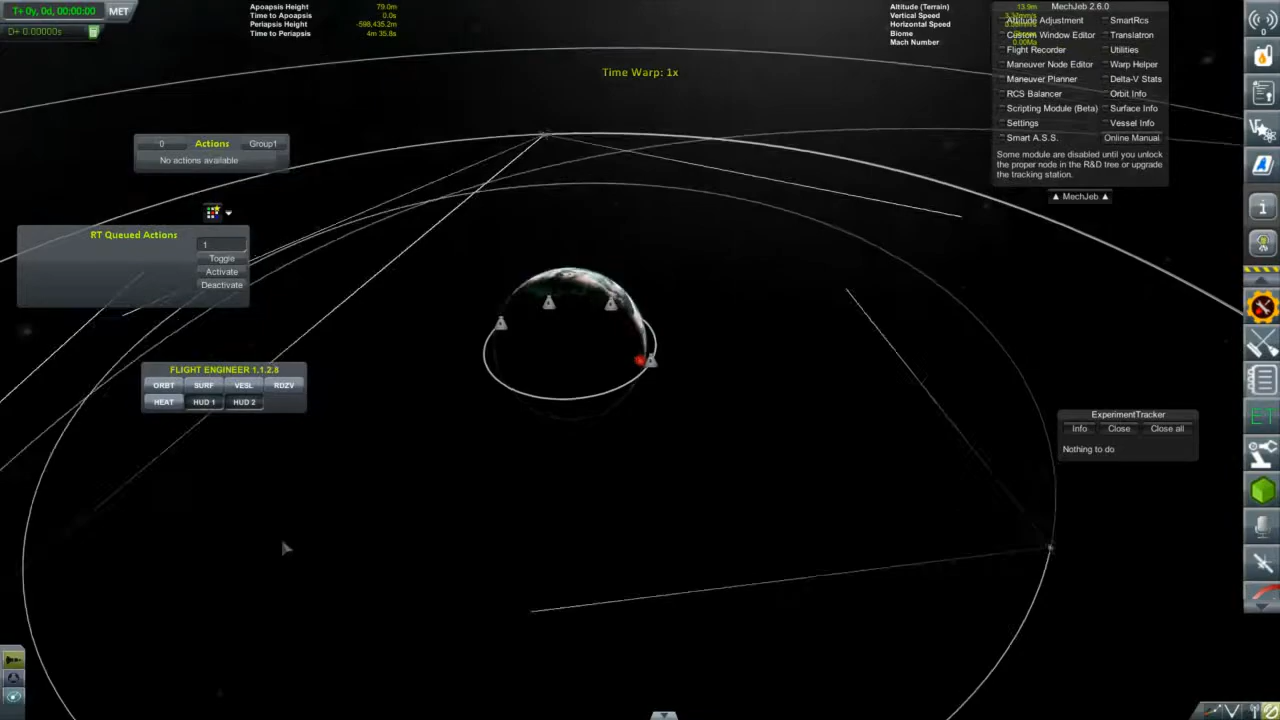 T+ 0y, 0d, 00:00:00 MET
D+ 0.00000s
Apoapsis Height 79.0m
Time to Apoapsis 0.0s
Periapsis Height -598,435.2m
Time to Periapsis 4m 35.8s
Altitude (Terrain) 13.9m
Vertical Speed
Horizontal Speed
Biome
Mach Number
Time Warp: 1x
MechJeb 2.6.0
Attitude Adjustment SmartRcs
Custom Window Editor Translatron
Flight Recorder Utilities
Maneuver Node Editor Warp Helper
Maneuver Planner Delta-V Stats
RCS Balancer Orbit Info
Scripting Module (Beta) Surface Info
Settings Vessel Info
Smart A.S.S. Online Manual
Some module are disabled until you unlock
the proper node in the R&D tree or upgrade
the tracking station.
▲ MechJeb ▲
0 Actions Group1
No actions available
RT Queued Actions
1
Toggle
Activate
Deactivate
FLIGHT ENGINEER 1.1.2.8
ORBT SURF VESL RDZV
HEAT HUD 1 HUD 2
ExperimentTracker
Info Close Close all
Nothing to do
0
ET